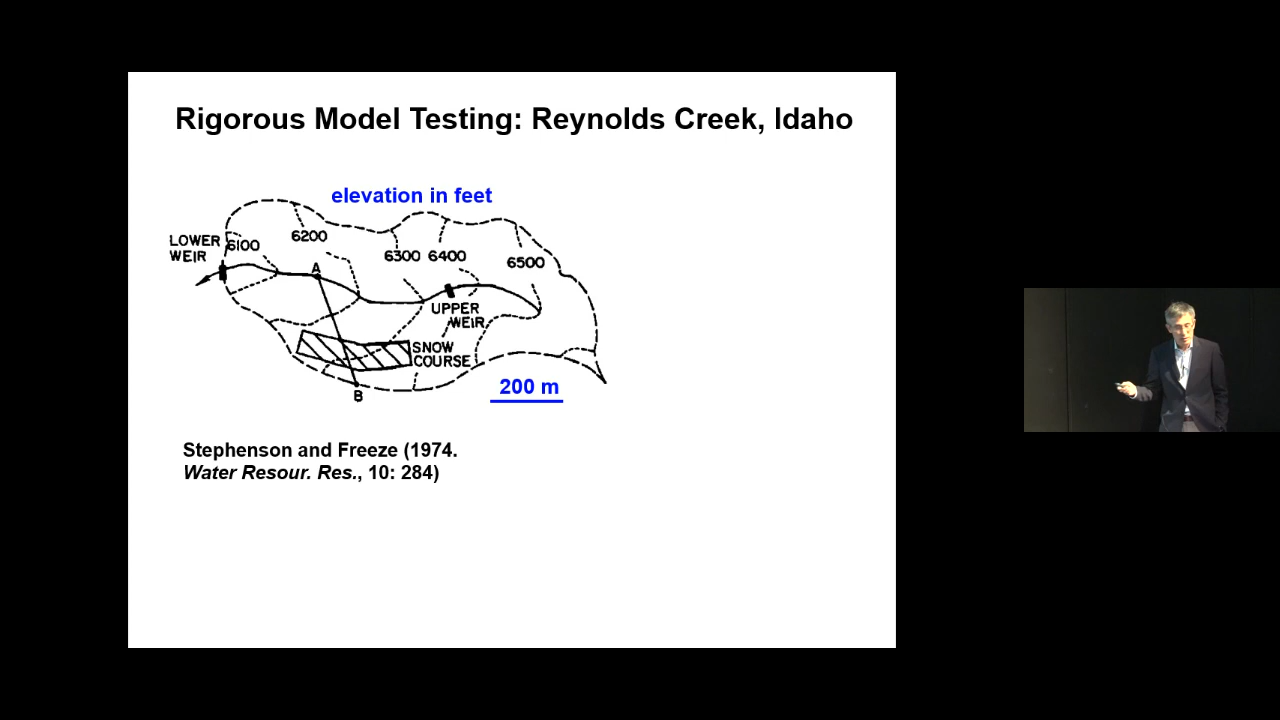 Rigorous Model Testing: Reynolds Creek, Idaho
elevation in feet
LOWER
WEIR
6100
6200
6300
6400
6500
A
UPPER
WEIR
SNOW
COURSE
B
200 m
Stephenson and Freeze (1974.
Water Resour. Res., 10: 284)